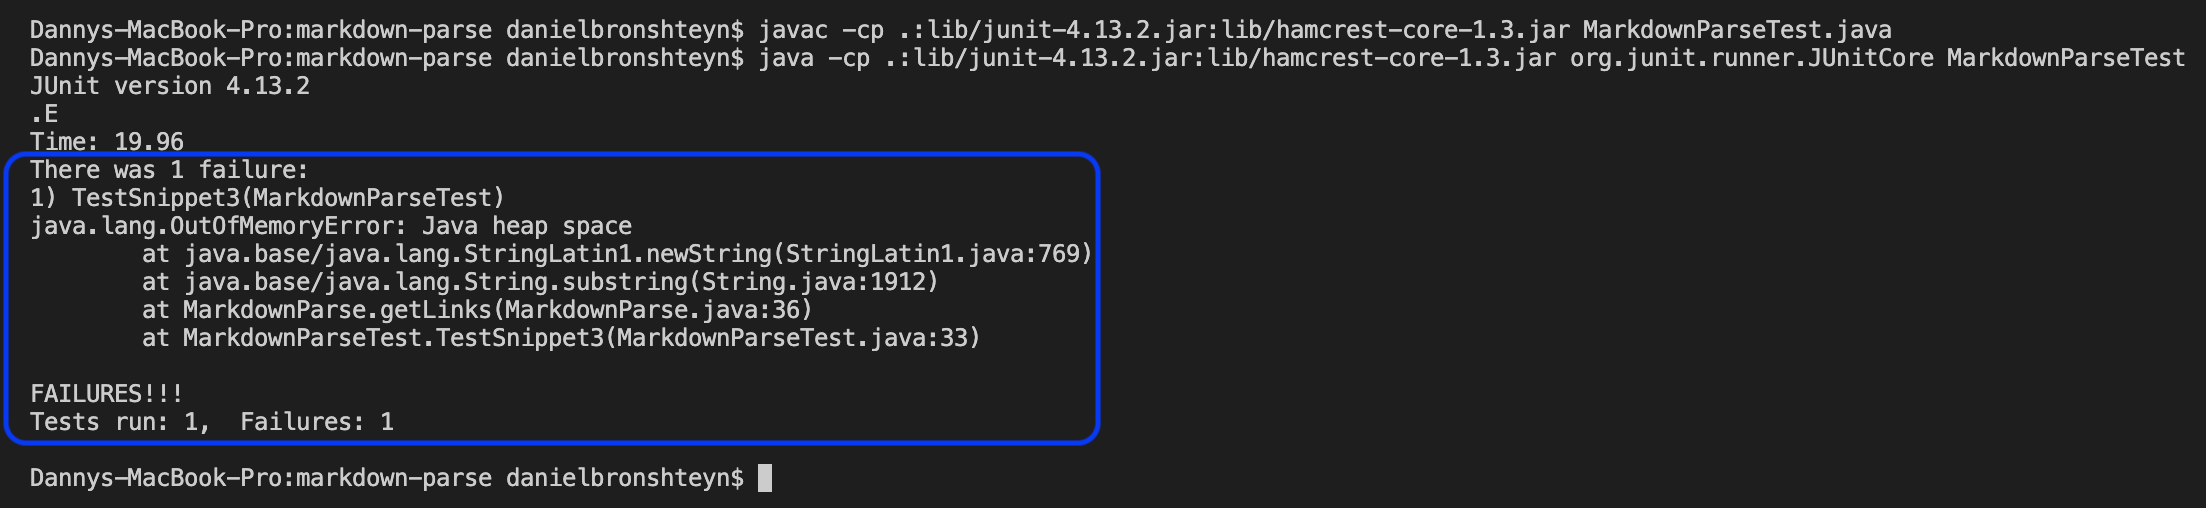 Dannys-MacBook-Pro:markdown-parse danielbronshteyn$ javac -cp .:lib/junit-4.13.2.jar:lib/hamcrest-core-1.3.jar MarkdownParseTest.java
Dannys-MacBook-Pro:markdown-parse danielbronshteyn$ java -cp .:lib/junit-4.13.2.jar:lib/hamcrest-core-1.3.jar org.junit.runner.JUnitCore MarkdownParseTest
JUnit version 4.13.2
.E
Time: 19.96
There was 1 failure:
1) TestSnippet3(MarkdownParseTest)
java.lang.OutOfMemoryError: Java heap space
        at java.base/java.lang.StringLatin1.newString(StringLatin1.java:769)
        at java.base/java.lang.String.substring(String.java:1912)
        at MarkdownParse.getLinks(MarkdownParse.java:36)
        at MarkdownParseTest.TestSnippet3(MarkdownParseTest.java:33)
FAILURES!!!
Tests run: 1,  Failures: 1
Dannys-MacBook-Pro:markdown-parse danielbronshteyn$